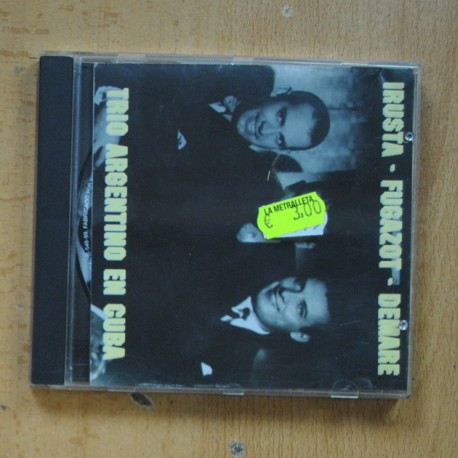 IRUSTA - FUGAZOT - DEMARE
LA METRALLETA
€ 3.00
TRIO ARGENTINO EN CUBA